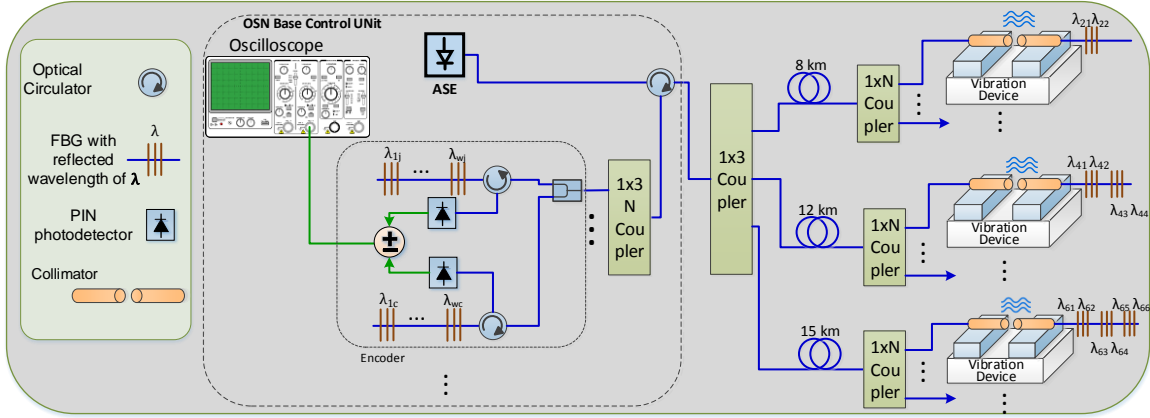 OSN Base Control UNit
Optical
Circulator
λ
FBG with
reflected
wavelength of λ
PIN
photodetector
Collimator
Oscilloscope
ASE
λ1j
...
λwj
±
λ1c
...
λwc
Encoder
1x3
N
Cou
pler
1x3
Cou
pler
8 km
1xN
Cou
pler
Vibration
Device
λ21 λ22
12 km
1xN
Cou
pler
Vibration
Device
λ41 λ42
λ43 λ44
15 km
1xN
Cou
pler
Vibration
Device
λ61 λ62
λ65 λ66
λ63 λ64